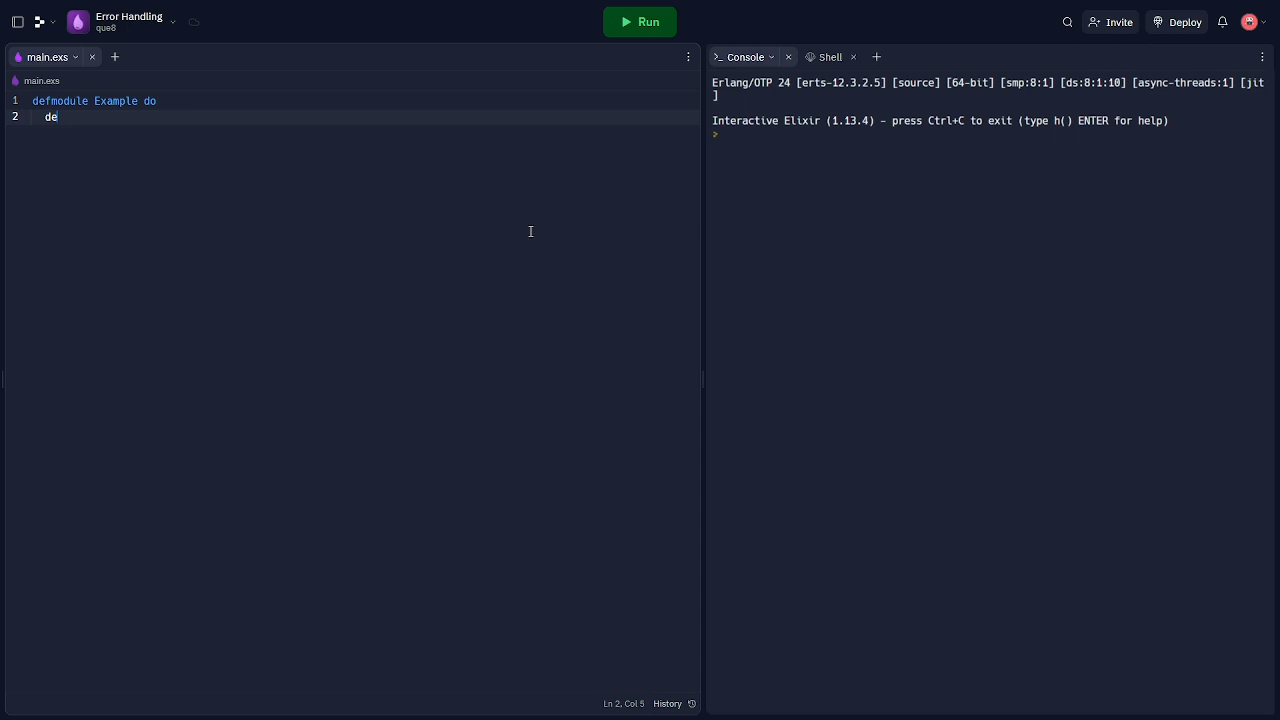 Error Handling
que8
Run
Invite
Deploy
main.exs
main.exs
1 defmodule Example do
2 de
Ln 2, Col 5 History
>_ Console
Shell
Erlang/OTP 24 [erts-12.3.2.5] [source] [64-bit] [smp:8:1] [ds:8:1:10] [async-threads:1] [jit
]
Interactive Elixir (1.13.4) - press Ctrl+C to exit (type h() ENTER for help)
>